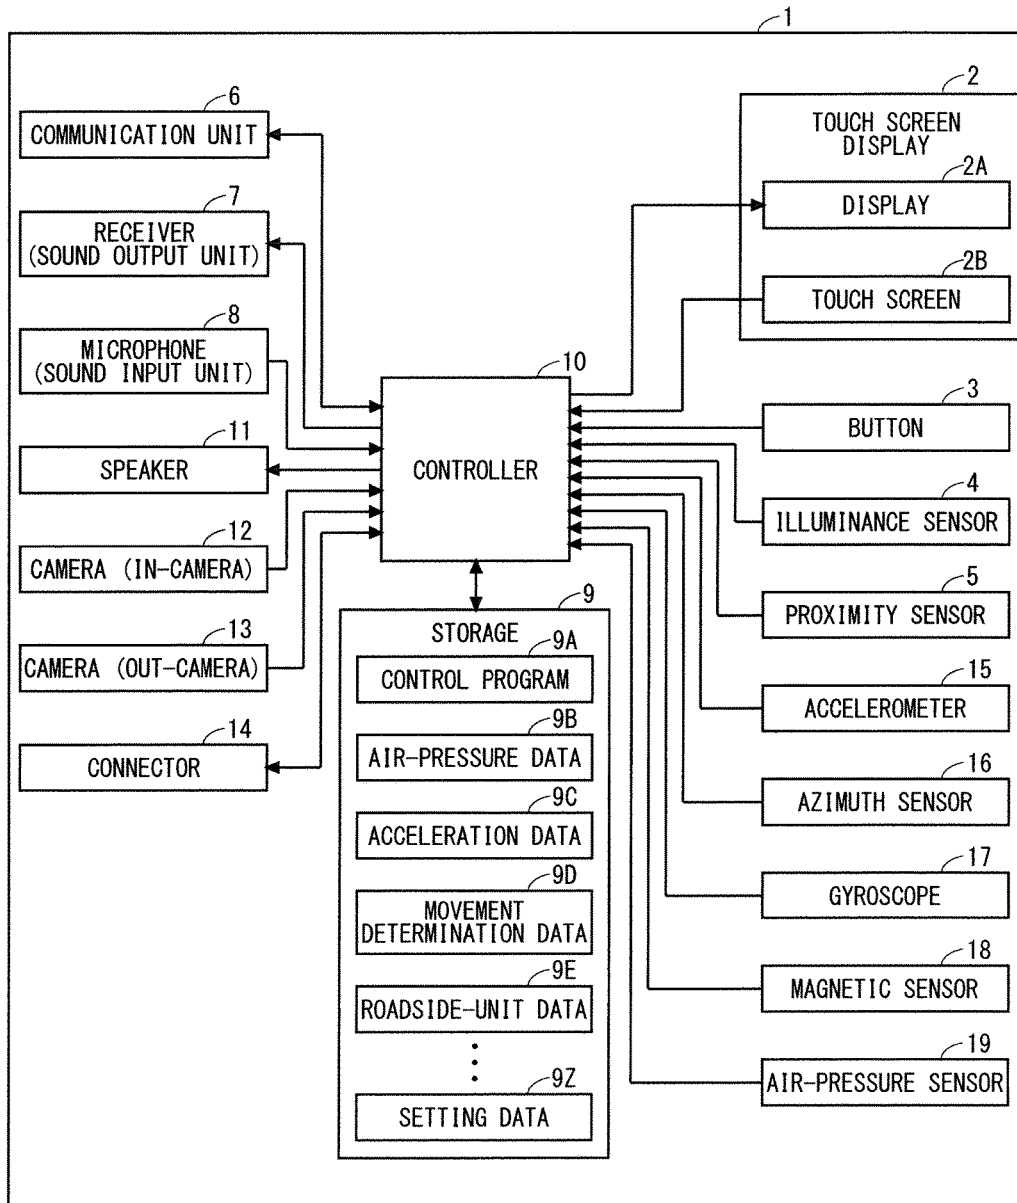 1
6
COMMUNICATION UNIT
7
RECEIVER
(SOUND OUTPUT UNIT)
8
MICROPHONE
(SOUND INPUT UNIT)
11
SPEAKER
12
CAMERA (IN-CAMERA)
13
CAMERA (OUT-CAMERA)
14
CONNECTOR
10
CONTROLLER
9
STORAGE
9A
CONTROL PROGRAM
9B
AIR-PRESSURE DATA
9C
ACCELERATION DATA
9D
MOVEMENT
DETERMINATION DATA
9E
ROADSIDE-UNIT DATA
9Z
SETTING DATA
2
TOUCH SCREEN
DISPLAY
2A
DISPLAY
2B
TOUCH SCREEN
3
BUTTON
4
ILLUMINANCE SENSOR
5
PROXIMITY SENSOR
15
ACCELEROMETER
16
AZIMUTH SENSOR
17
GYROSCOPE
18
MAGNETIC SENSOR
19
AIR-PRESSURE SENSOR